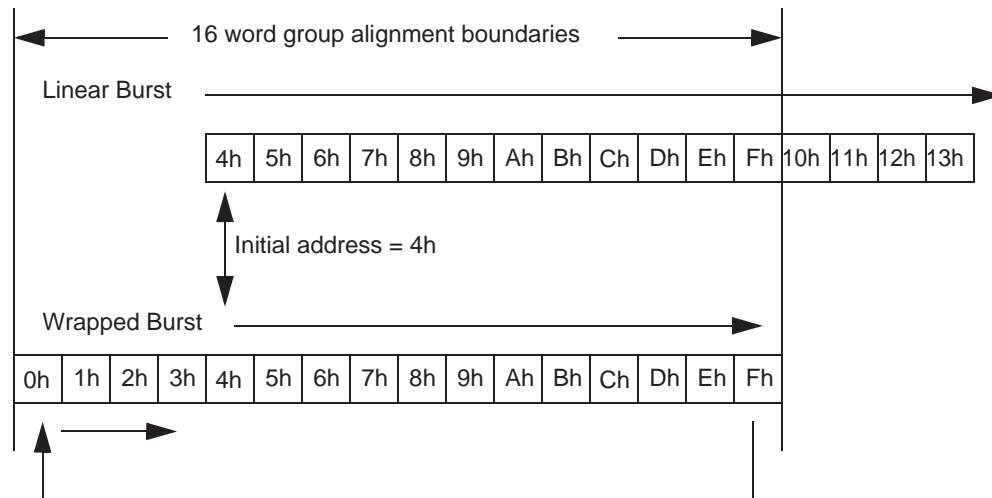 16 word group alignment boundaries
Linear Burst
4h 5h 6h 7h 8h 9h Ah Bh Ch Dh Eh Fh 10h 11h 12h 13h
Initial address = 4h
Wrapped Burst
0h 1h 2h 3h 4h 5h 6h 7h 8h 9h Ah Bh Ch Dh Eh Fh